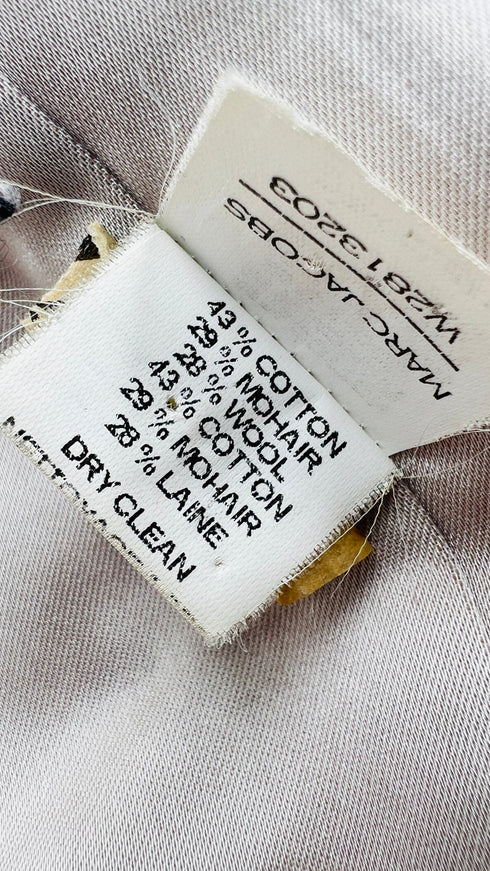 MARC JACOBS
W2813203
43 % COTTON
29 % MOHAIR
28 % WOOL
43 % COTTON
29 % MOHAIR
28 % LAINE
DRY CLEAN